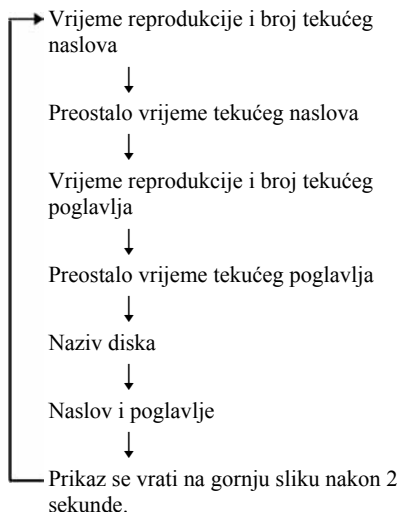 Vrijeme reprodukcije i broj tekućeg
naslova
Preostalo vrijeme tekućeg naslova
Vrijeme reprodukcije i broj tekućeg
poglavlja
Preostalo vrijeme tekućeg poglavlja
Naziv diska
Naslov i poglavlje
Prikaz se vrati na gornju sliku nakon 2
sekunde.